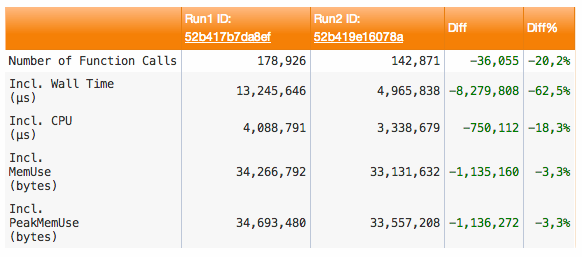 Run1 ID: Run2 ID: Diff Diff%
52b417b7da8ef 52b419e16078a
Number of Function Calls 178,926 142,871 -36,055 -20,2%
Incl. Wall Time 13,245,646 4,965,838 -8,279,808 -62,5%
(µs)
Incl. CPU 4,088,791 3,338,679 -750,112 -18,3%
(µs)
Incl.
MemUse 34,266,792 33,131,632 -1,135,160 -3,3%
(bytes)
Incl.
PeakMemUse 34,693,480 33,557,208 -1,136,272 -3,3%
(bytes)